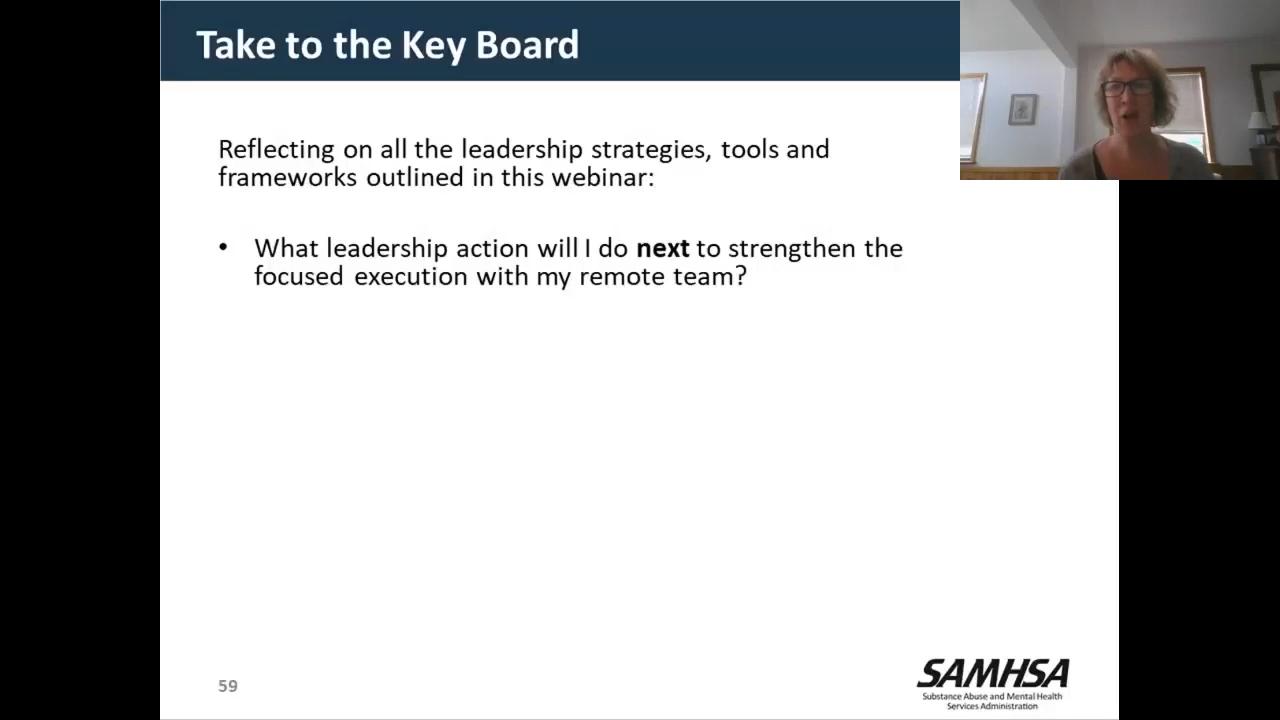 Take to the Key Board
Reflecting on all the leadership strategies, tools and
frameworks outlined in this webinar:
• What leadership action will I do next to strengthen the
focused execution with my remote team?
59
SAMHSA
Substance Abuse and Mental Health
Services Administration